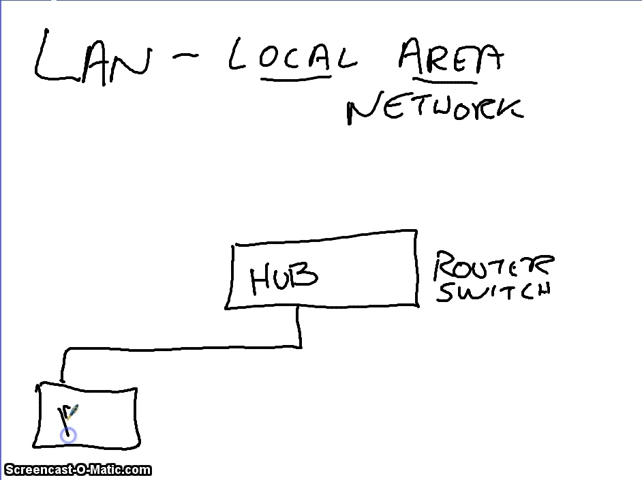 LAN - LOCAL AREA
NETWORK
HUB
ROUTER
SWITCH
Screencast-O-Matic.com